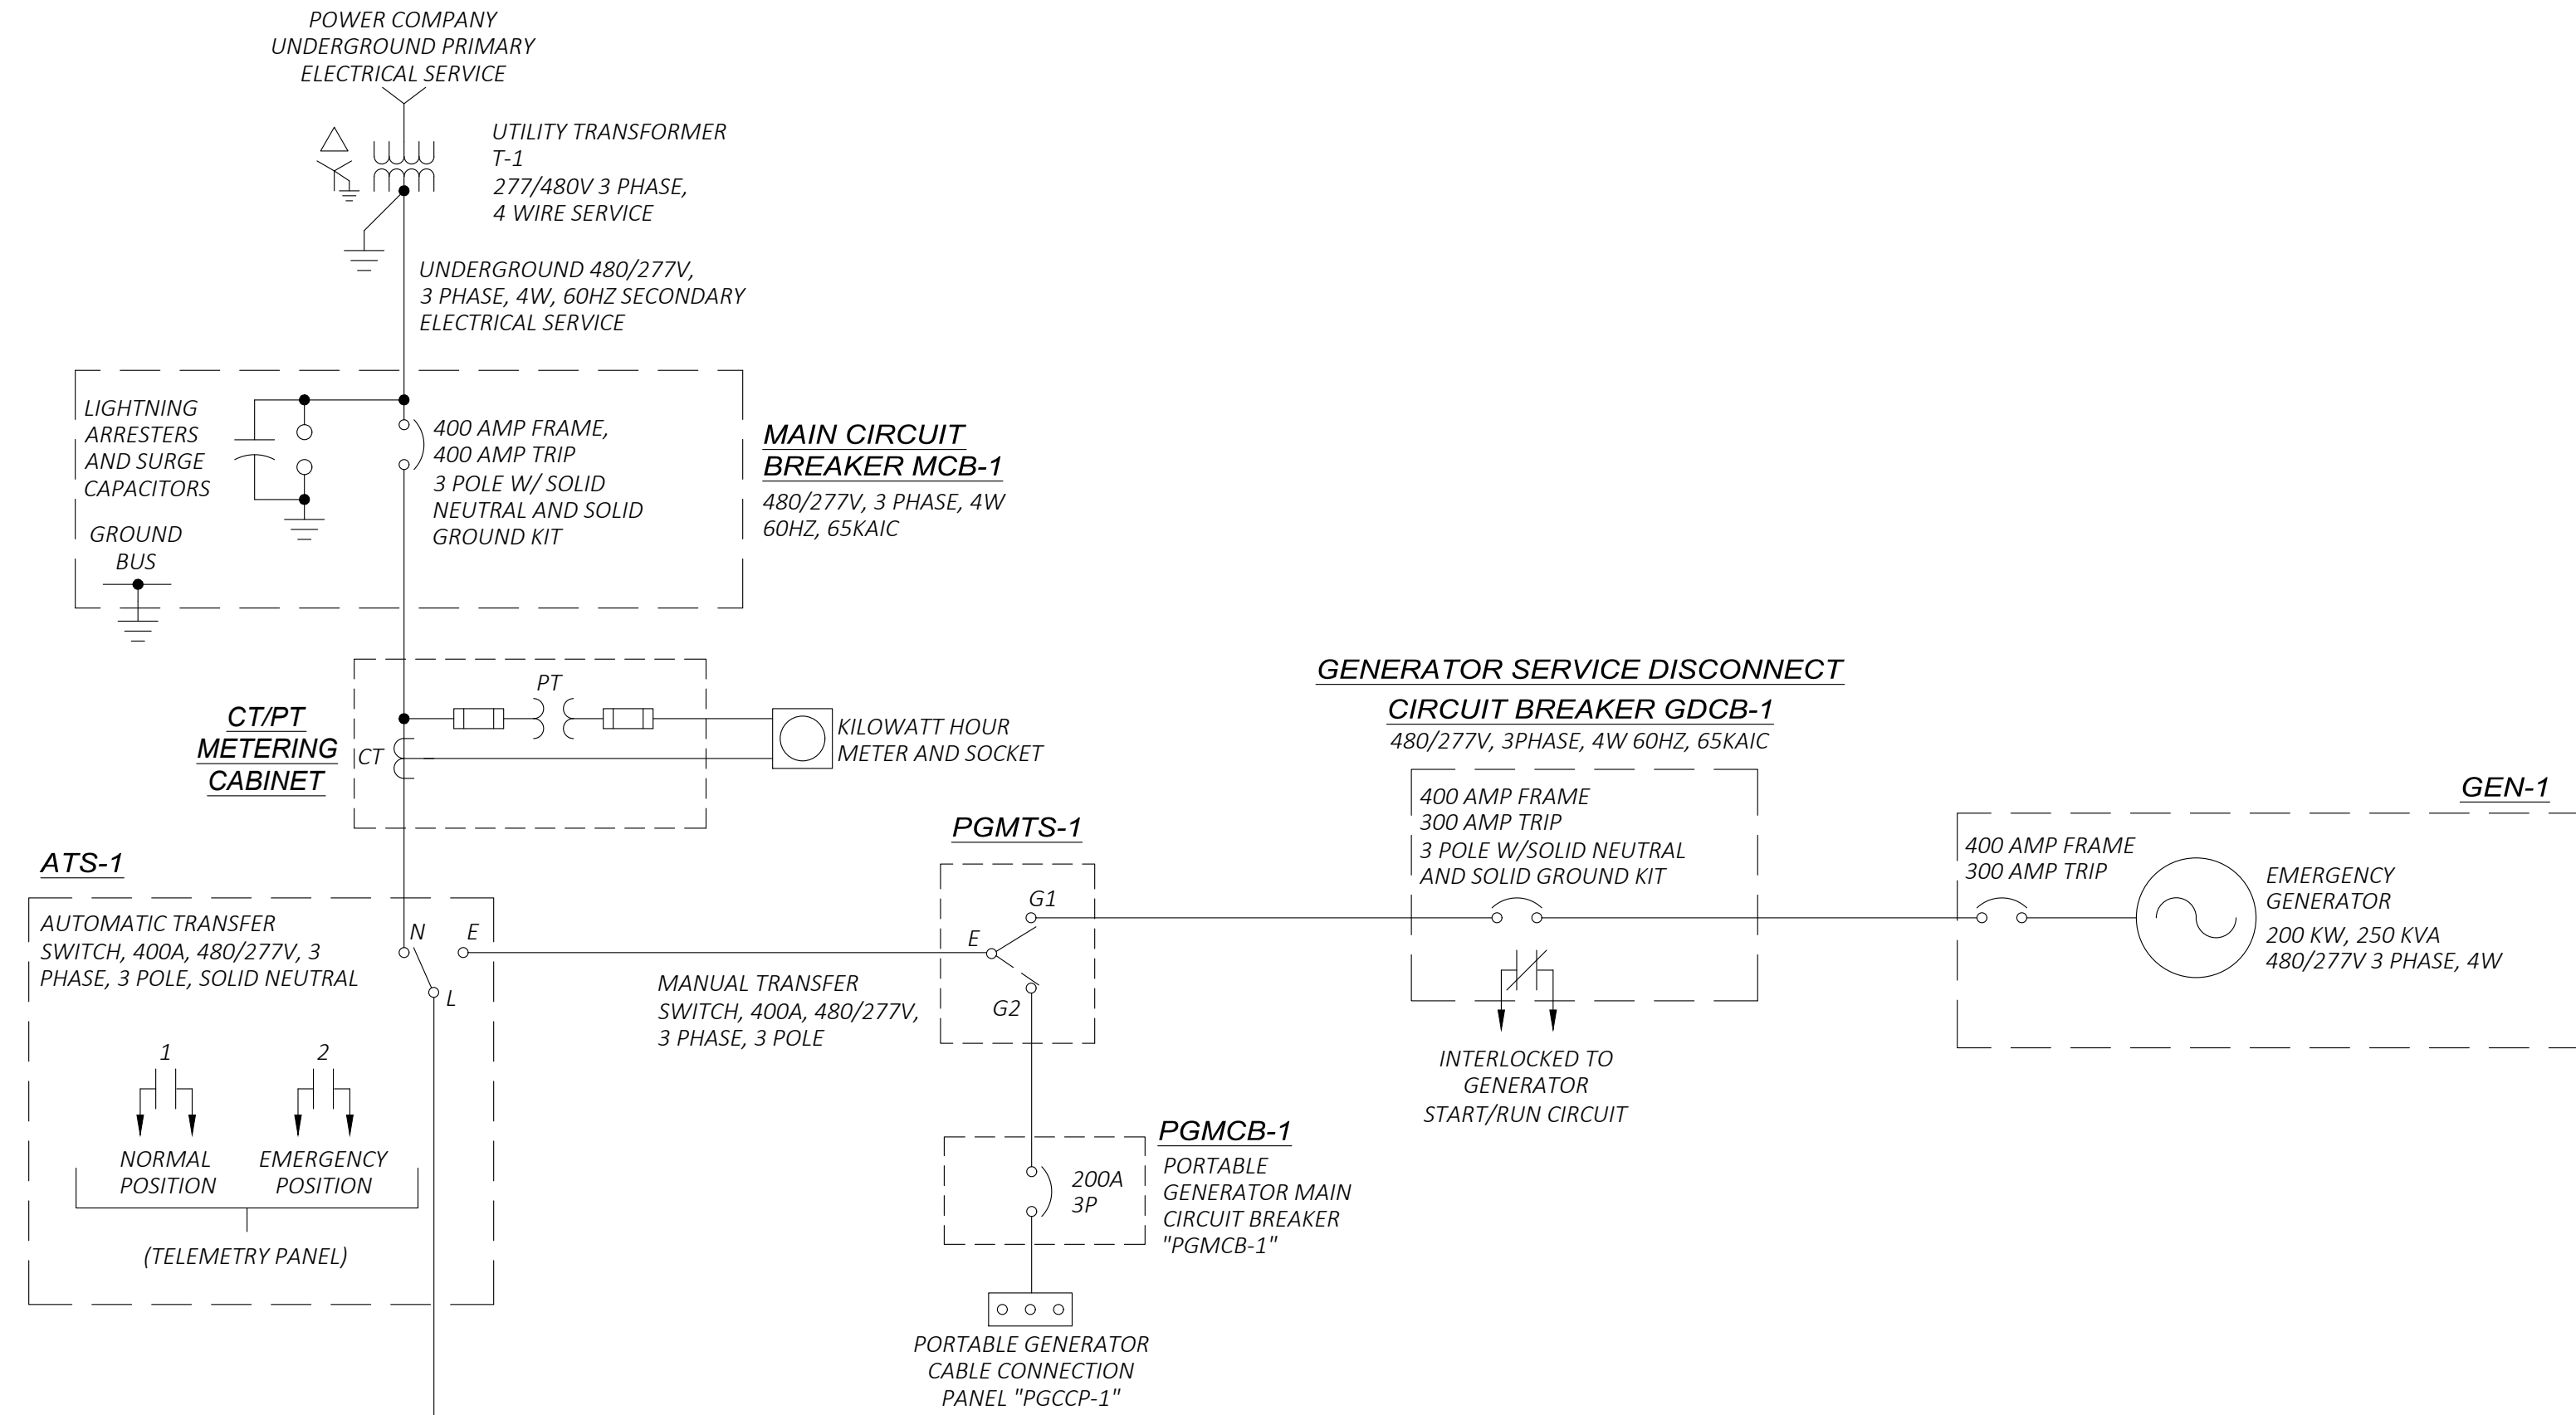 POWER COMPANY
UNDERGROUND PRIMARY
ELECTRICAL SERVICE
UTILITY TRANSFORMER
T-1
277/480V 3 PHASE,
4 WIRE SERVICE
UNDERGROUND 480/277V,
3 PHASE, 4W, 60HZ SECONDARY
ELECTRICAL SERVICE
LIGHTNING
ARRESTERS
AND SURGE
CAPACITORS
GROUND
BUS
400 AMP FRAME,
400 AMP TRIP
3 POLE W/ SOLID
NEUTRAL AND SOLID
GROUND KIT
MAIN CIRCUIT
BREAKER MCB-1
480/277V, 3 PHASE, 4W
60HZ, 65KAIC
CT/PT
METERING
CABINET
PT
CT
KILOWATT HOUR
METER AND SOCKET
GENERATOR SERVICE DISCONNECT
CIRCUIT BREAKER GDCB-1
480/277V, 3PHASE, 4W 60HZ, 65KAIC
400 AMP FRAME
300 AMP TRIP
3 POLE W/SOLID NEUTRAL
AND SOLID GROUND KIT
INTERLOCKED TO
GENERATOR
START/RUN CIRCUIT
GEN-1
400 AMP FRAME
300 AMP TRIP
EMERGENCY
GENERATOR
200 KW, 250 KVA
480/277V 3 PHASE, 4W
ATS-1
AUTOMATIC TRANSFER
SWITCH, 400A, 480/277V, 3
PHASE, 3 POLE, SOLID NEUTRAL
N
E
L
1
2
NORMAL
POSITION
EMERGENCY
POSITION
(TELEMETRY PANEL)
PGMTS-1
G1
E
G2
MANUAL TRANSFER
SWITCH, 400A, 480/277V,
3 PHASE, 3 POLE
PGMCB-1
PORTABLE
GENERATOR MAIN
CIRCUIT BREAKER
"PGMCB-1"
200A
3P
PORTABLE GENERATOR
CABLE CONNECTION
PANEL "PGCCP-1"